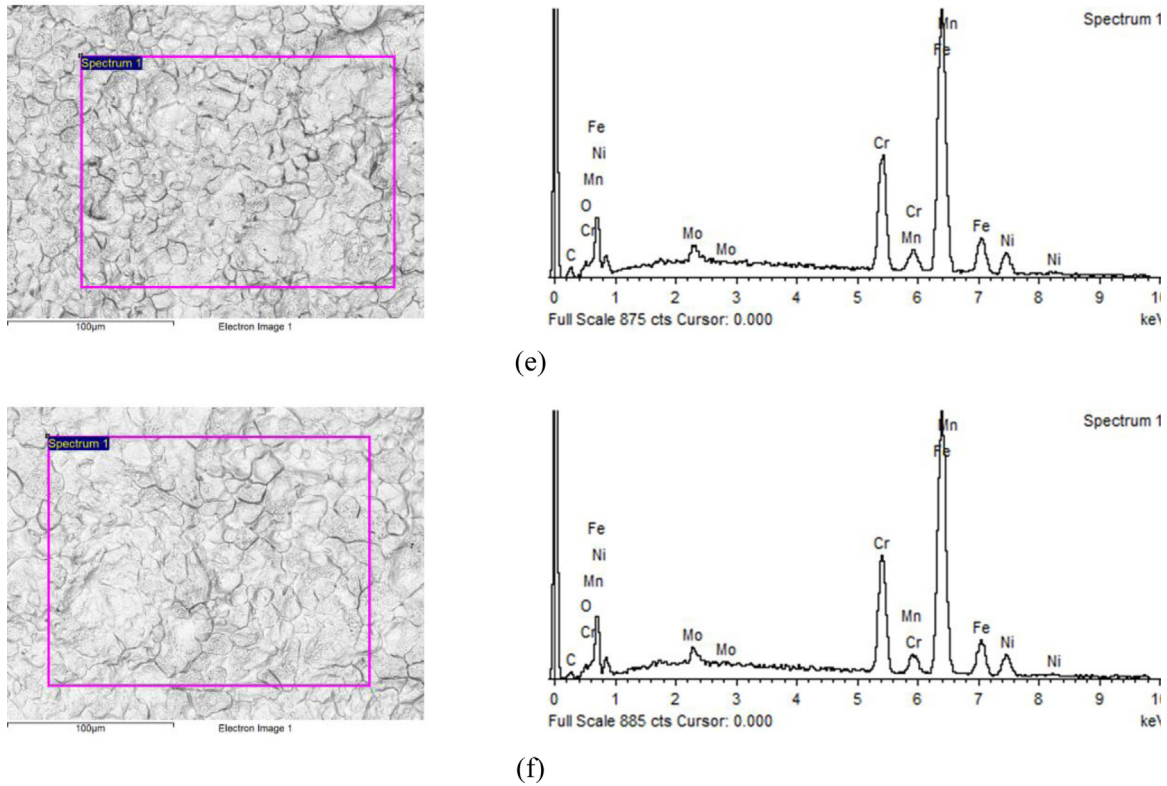 Spectrum 1
100μm
Electron Image 1
Spectrum 1
Mn
Fe
Fe
Ni
Mn
O
Cr
C
Mo
Mo
Cr
Cr
Mn
Fe
Ni
Ni
0 1 2 3 4 5 6 7 8 9 10
Full Scale 875 cts Cursor: 0.000
keV
(e)
Spectrum 1
100μm
Electron Image 1
Spectrum 1
Mn
Fe
Fe
Ni
Mn
O
Cr
C
Mo
Mo
Cr
Mn
Cr
Fe
Ni
Ni
0 1 2 3 4 5 6 7 8 9 10
Full Scale 885 cts Cursor: 0.000
keV
(f)